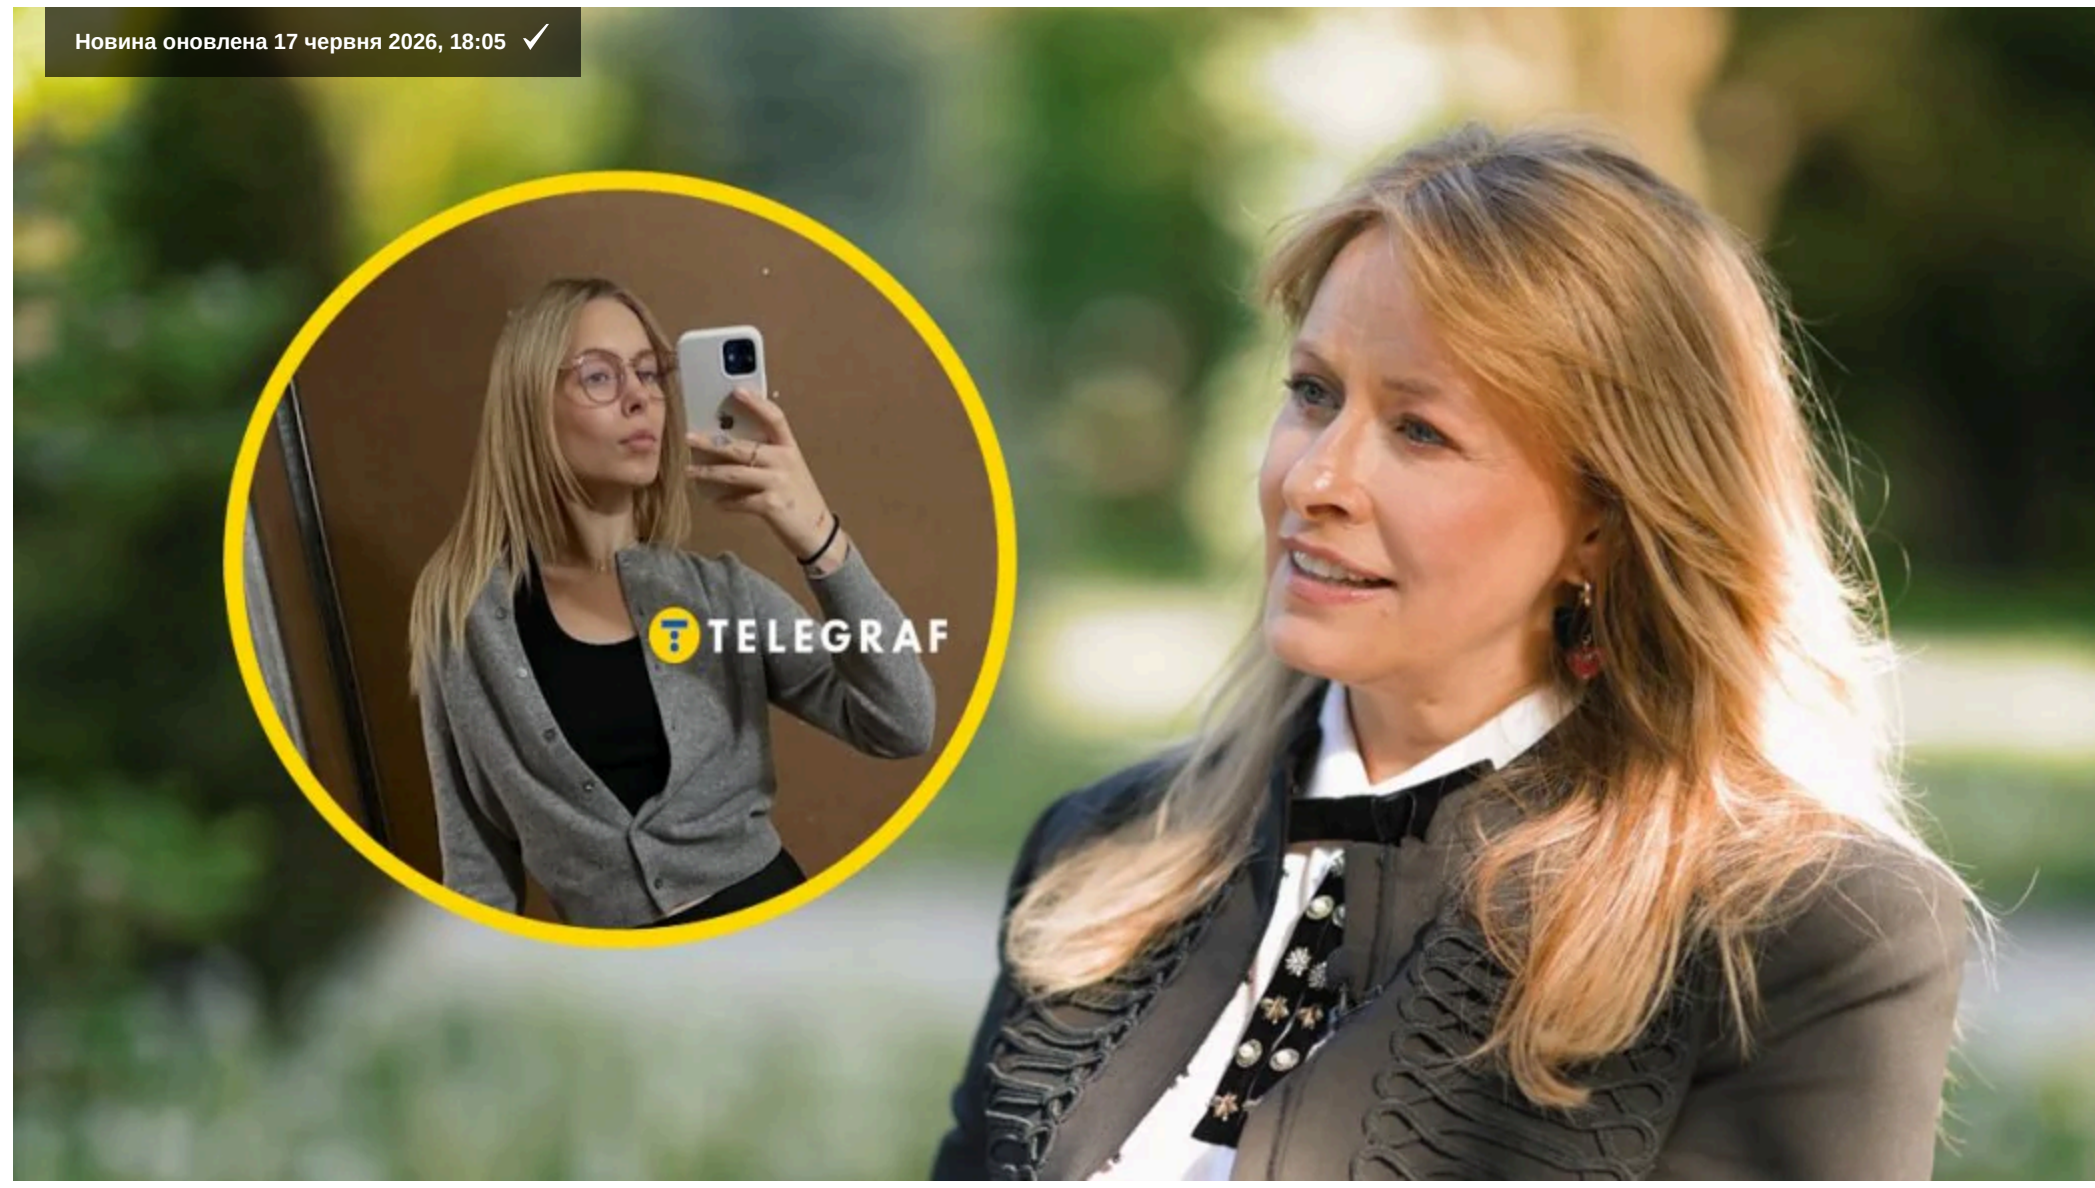 Новина оновлена 17 червня 2026, 18:05
TELEGRAF